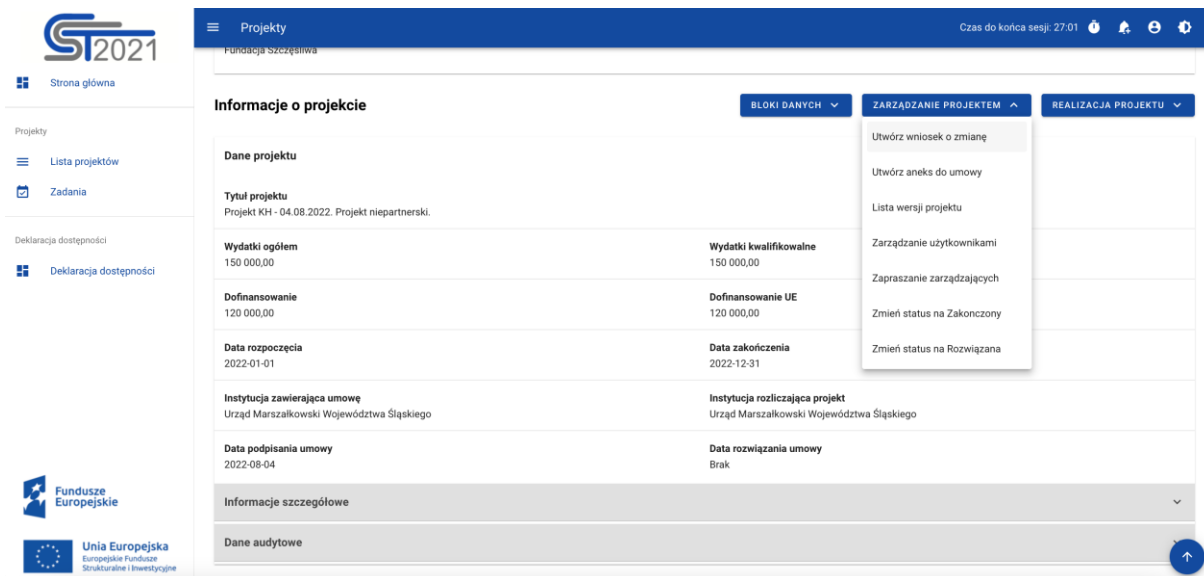 ST2021
Projekty
Czas do końca sesji: 27:01
Fundacja Szczęśliwa
Strona główna
Projekty
Lista projektów
Zadania
Deklaracja dostępności
Deklaracja dostępności
Informacje o projekcie
BLOKI DANYCH
ZARZĄDZANIE PROJEKTEM
REALIZACJA PROJEKTU
Utwórz wniosek o zmianę
Utwórz aneks do umowy
Lista wersji projektu
Zarządzanie użytkownikami
Zapraszanie zarządzających
Zmień status na Zakonczony
Zmień status na Rozwiązana
Dane projektu
Tytuł projektu
Projekt KH - 04.08.2022. Projekt niepartnerski.
Wydatki ogółem
150 000,00
Wydatki kwalifikowalne
150 000,00
Dofinansowanie
120 000,00
Dofinansowanie UE
120 000,00
Data rozpoczęcia
2022-01-01
Data zakończenia
2022-12-31
Instytucja zawierająca umowę
Urząd Marszałkowski Województwa Śląskiego
Instytucja rozliczająca projekt
Urząd Marszałkowski Województwa Śląskiego
Data podpisania umowy
2022-08-04
Data rozwiązania umowy
Brak
Informacje szczegółowe
Dane audytowe
Fundusze
Europejskie
Unia Europejska
Europejskie Fundusze
Strukturalne i Inwestycyjne